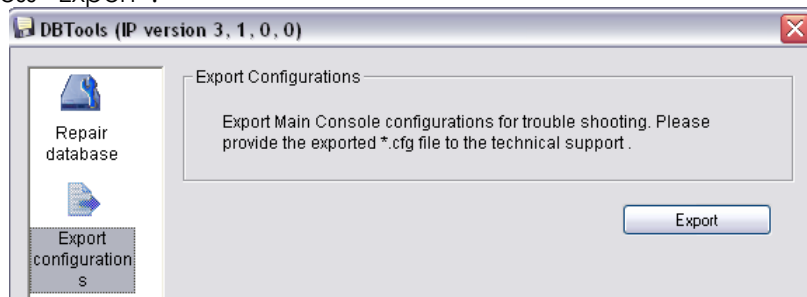 DBTools (IP version 3, 1, 0, 0)
Export Configurations
Export Main Console configurations for trouble shooting. Please
provide the exported *.cfg file to the technical support .
Repair
database
Export
configuration
s
Export